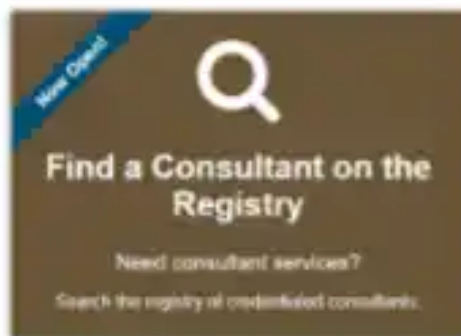 Now Open!
Find a Consultant on the
Registry
Need consultant services?
Search the registry of credentialed consultants.